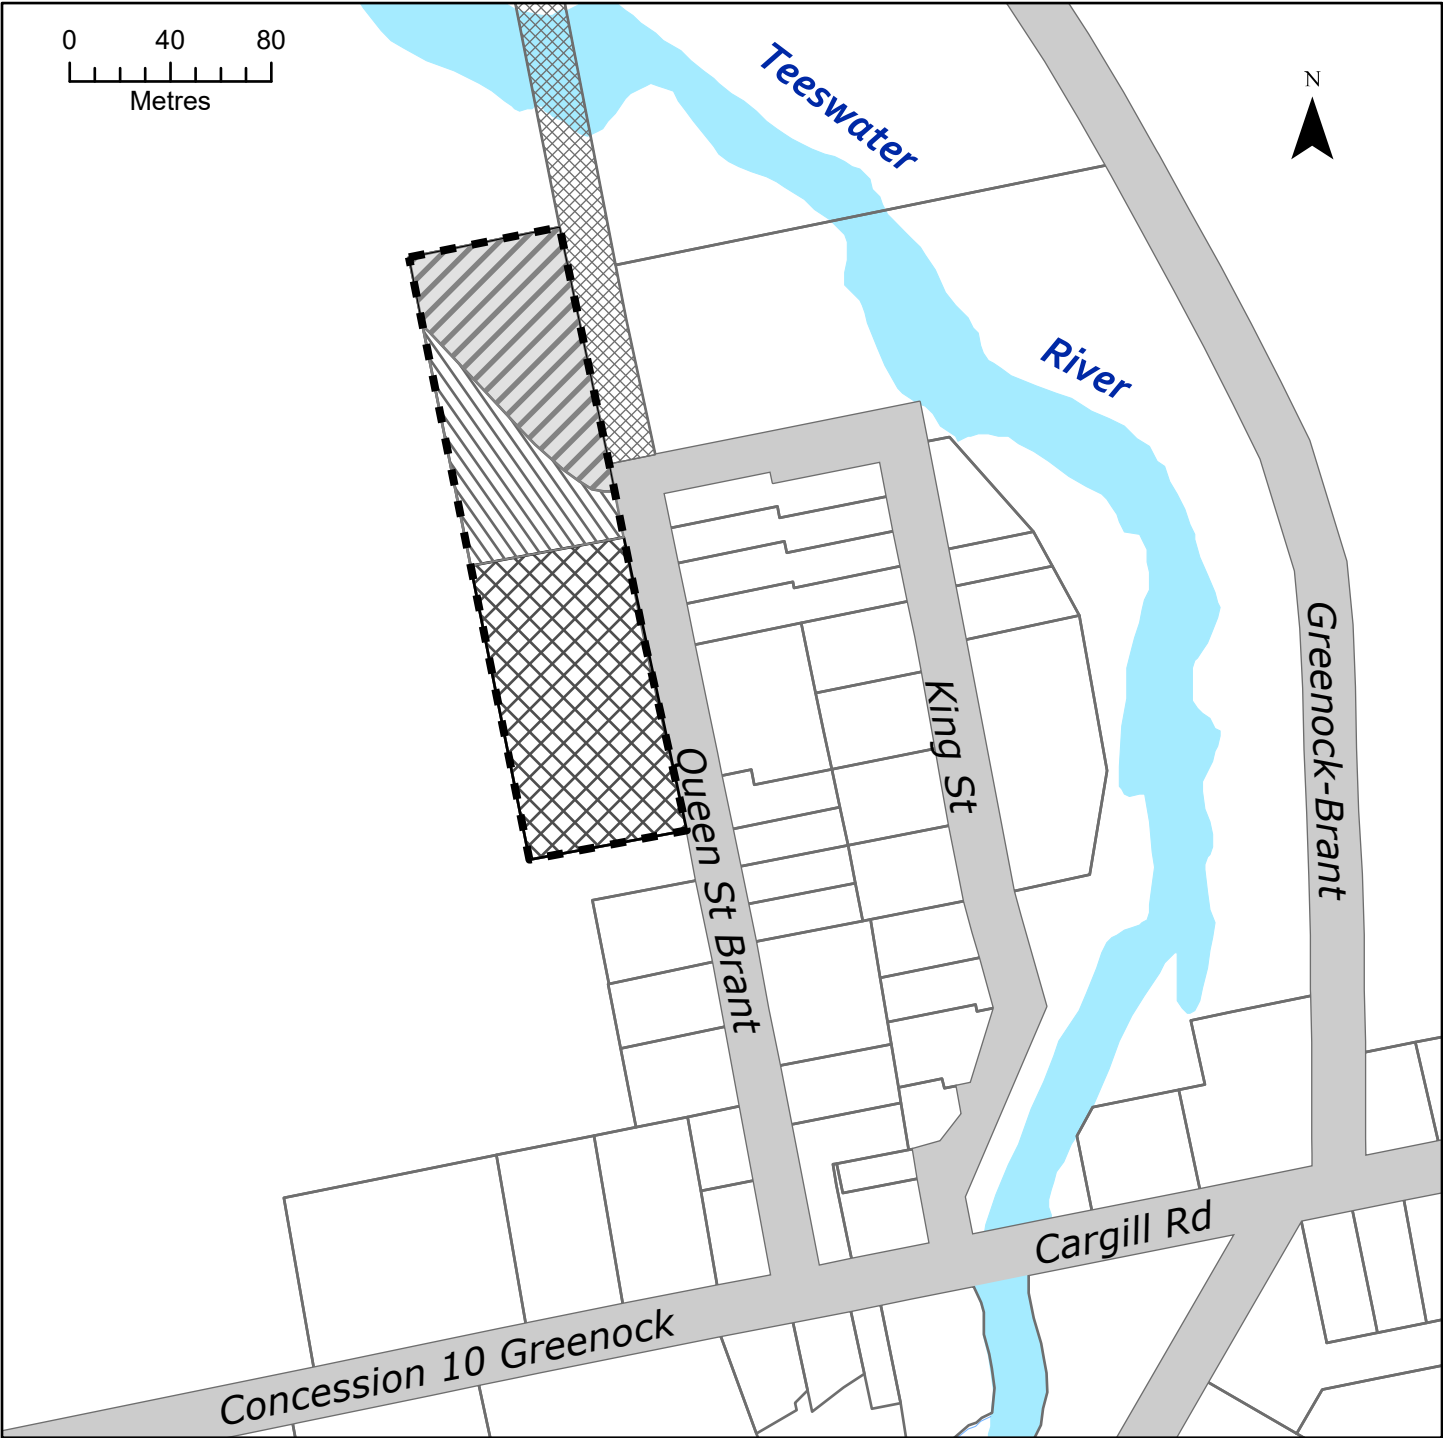 0 40 80
Metres
N
Teeswater
River
Greenock-Brant
King St
Queen St Brant
Cargill Rd
Concession 10 Greenock